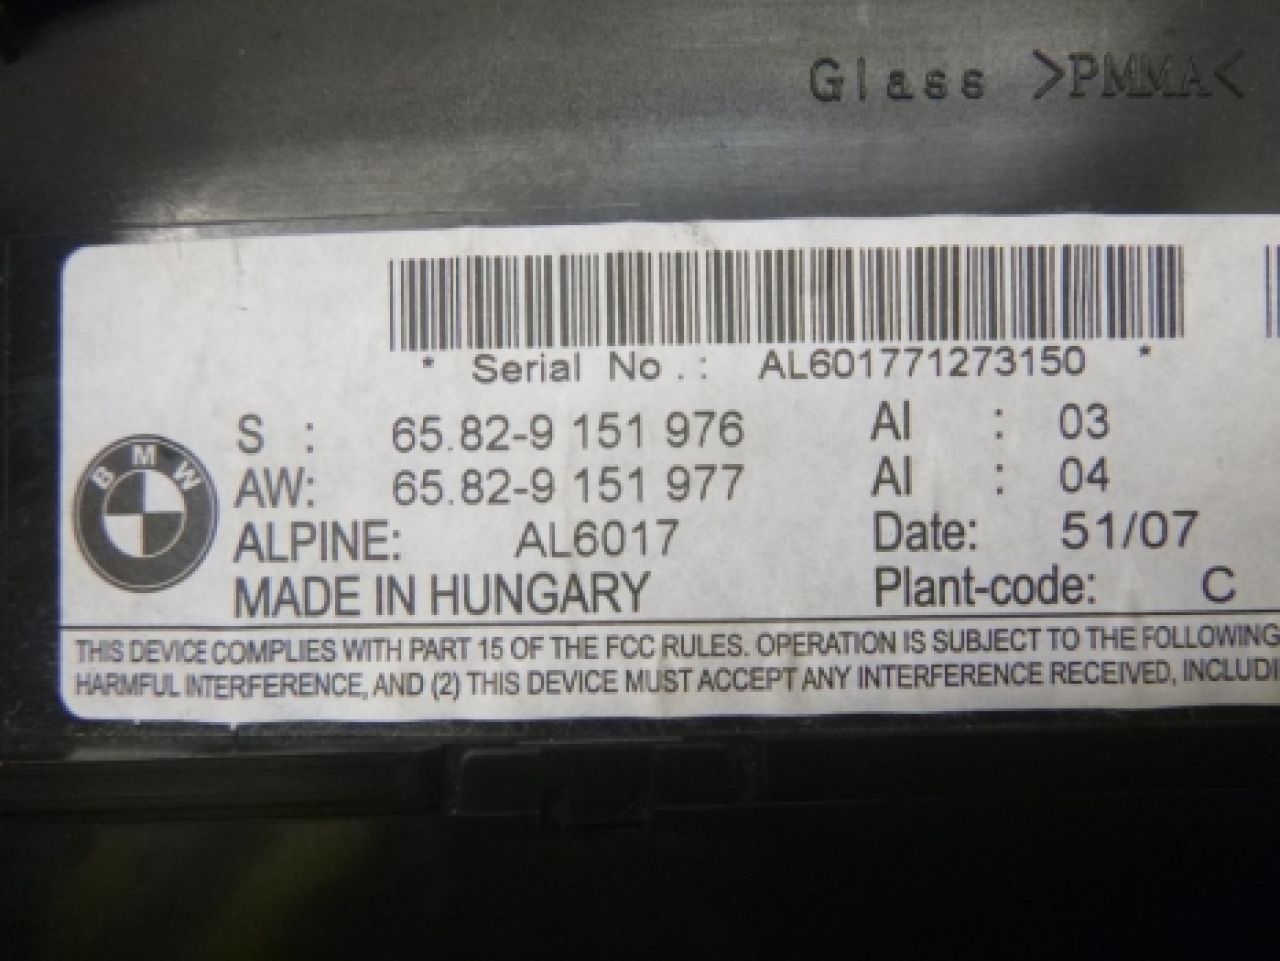 Glass >PMMA<
* Serial No.: AL601771273150 *
S : 65.82-9 151 976 AI : 03
AW: 65.82-9 151 977 AI : 04
BMW
ALPINE: AL6017 Date: 51/07
MADE IN HUNGARY Plant-code: C
THIS DEVICE COMPLIES WITH PART 15 OF THE FCC RULES. OPERATION IS SUBJECT TO THE FOLLOWING
HARMFUL INTERFERENCE, AND (2) THIS DEVICE MUST ACCEPT ANY INTERFERENCE RECEIVED, INCLUDI